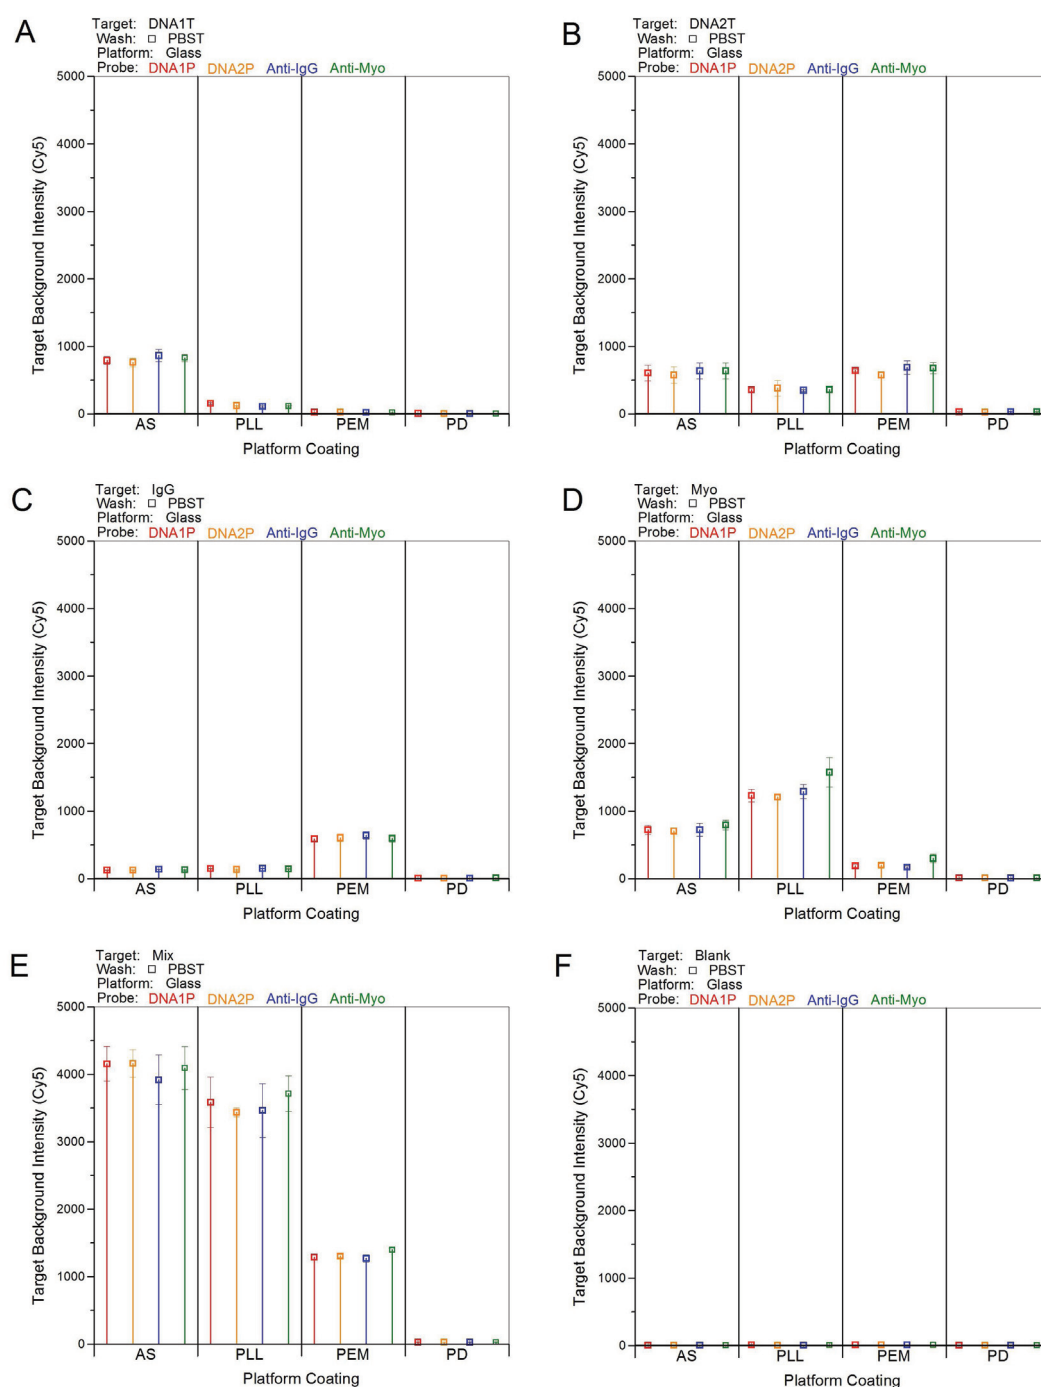 A
Target: DNA1T
Wash: PBST
Platform: Glass
Probe: DNA1P DNA2P Anti-IgG Anti-Myo
5000
4000
3000
2000
1000
0
Target Background Intensity (Cy5)
AS PLL PEM PD
Platform Coating
B
Target: DNA2T
Wash: PBST
Platform: Glass
Probe: DNA1P DNA2P Anti-IgG Anti-Myo
5000
4000
3000
2000
1000
0
Target Background Intensity (Cy5)
AS PLL PEM PD
Platform Coating
C
Target: IgG
Wash: PBST
Platform: Glass
Probe: DNA1P DNA2P Anti-IgG Anti-Myo
5000
4000
3000
2000
1000
0
Target Background Intensity (Cy5)
AS PLL PEM PD
Platform Coating
D
Target: Myo
Wash: PBST
Platform: Glass
Probe: DNA1P DNA2P Anti-IgG Anti-Myo
5000
4000
3000
2000
1000
0
Target Background Intensity (Cy5)
AS PLL PEM PD
Platform Coating
E
Target: Mix
Wash: PBST
Platform: Glass
Probe: DNA1P DNA2P Anti-IgG Anti-Myo
5000
4000
3000
2000
1000
0
Target Background Intensity (Cy5)
AS PLL PEM PD
Platform Coating
F
Target: Blank
Wash: PBST
Platform: Glass
Probe: DNA1P DNA2P Anti-IgG Anti-Myo
5000
4000
3000
2000
1000
0
Target Background Intensity (Cy5)
AS PLL PEM PD
Platform Coating